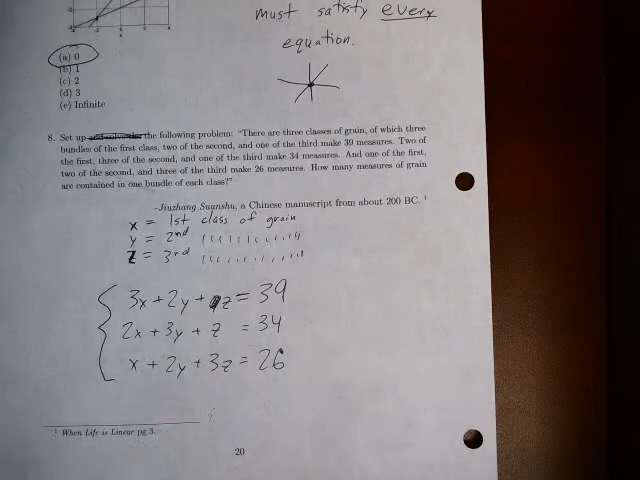 must satisfy every
equation.
(a) 0
(b) 1
(c) 2
(d) 3
(e) Infinite
8. Set up and solve the the following problem: "There are three classes of grain, of which three
bundles of the first class, two of the second, and one of the third make 39 measures. Two of
the first, three of the second, and one of the third make 34 measures. And one of the first,
two of the second, and three of the third make 26 measures. How many measures of grain
are contained in one bundle of each class?"
-Jiuzhang Suanshu, a Chinese manuscript from about 200 BC. 1
x = 1st class of grain
y = 2nd
z = 3rd
3x + 2y + z = 39
2x + 3y + z = 34
x + 2y + 3z = 26
1 When Life is Linear pg 3.
20